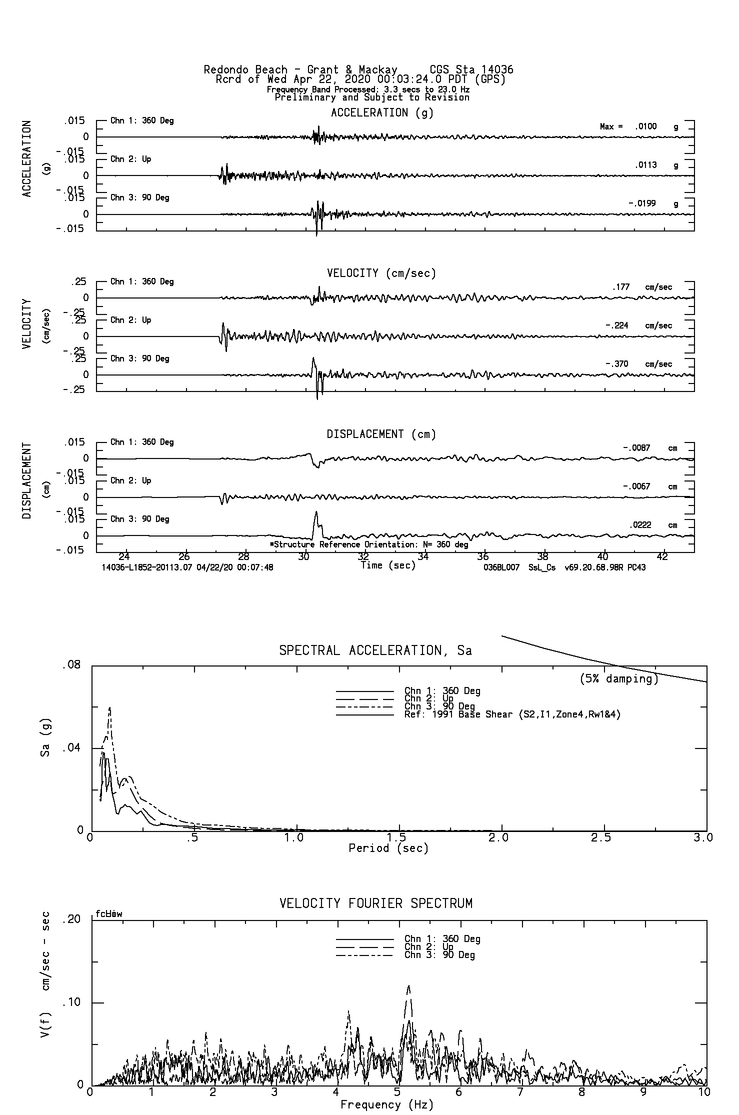 Redondo Beach - Grant & Mackay CGS Sta 14036
Rcrd of Wed Apr 22, 2020 00:03:24.0 PDT (GPS)
Frequency Band Processed: 3.3 secs to 23.0 Hz
Preliminary and Subject to Revision
ACCELERATION (g)
ACCELERATION
(g)
.015
0
-.015
Chn 1: 360 Deg
Max = .0100 g
.015
0
-.015
Chn 2: Up
.0113 g
.015
0
-.015
Chn 3: 90 Deg
-.0199 g
VELOCITY (cm/sec)
VELOCITY
(cm/sec)
.25
0
-.25
Chn 1: 360 Deg
.177 cm/sec
.25
0
-.25
Chn 2: Up
-.224 cm/sec
.25
0
-.25
Chn 3: 90 Deg
-.370 cm/sec
DISPLACEMENT (cm)
DISPLACEMENT
(cm)
.015
0
-.015
Chn 1: 360 Deg
-.0087 cm
.015
0
-.015
Chn 2: Up
-.0067 cm
.015
0
-.015
Chn 3: 90 Deg
.0222 cm
*Structure Reference Orientation: N= 360 deg
24 26 28 30 32 34 36 38 40 42
Time (sec)
14036-L1852-20113.07 04/22/20 00:07:48
036BL007 SsL_Cs v69.20.68.98R PC43
SPECTRAL ACCELERATION, Sa
(5% damping)
Chn 1: 360 Deg
Chn 2: Up
Chn 3: 90 Deg
Ref: 1991 Base Shear (S2,I1,Zone4,Rw1&4)
Sa (g)
.08
.04
0
0 .5 1.0 1.5 2.0 2.5 3.0
Period (sec)
VELOCITY FOURIER SPECTRUM
Chn 1: 360 Deg
Chn 2: Up
Chn 3: 90 Deg
V(f) cm/sec - sec
.20
.10
0
0 1 2 3 4 5 6 7 8 9 10
Frequency (Hz)